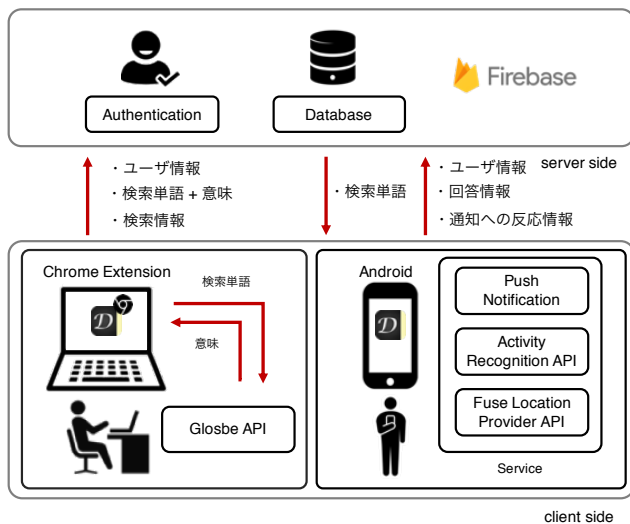 Firebase
Authentication
Database
server side
・ユーザ情報
・検索単語 + 意味
・検索情報
・検索単語
・ユーザ情報
・回答情報
・通知への反応情報
Chrome Extension
検索単語
意味
D
Glosbe API
Android
D
Push
Notification
Activity
Recognition API
Fuse Location
Provider API
Service
client side